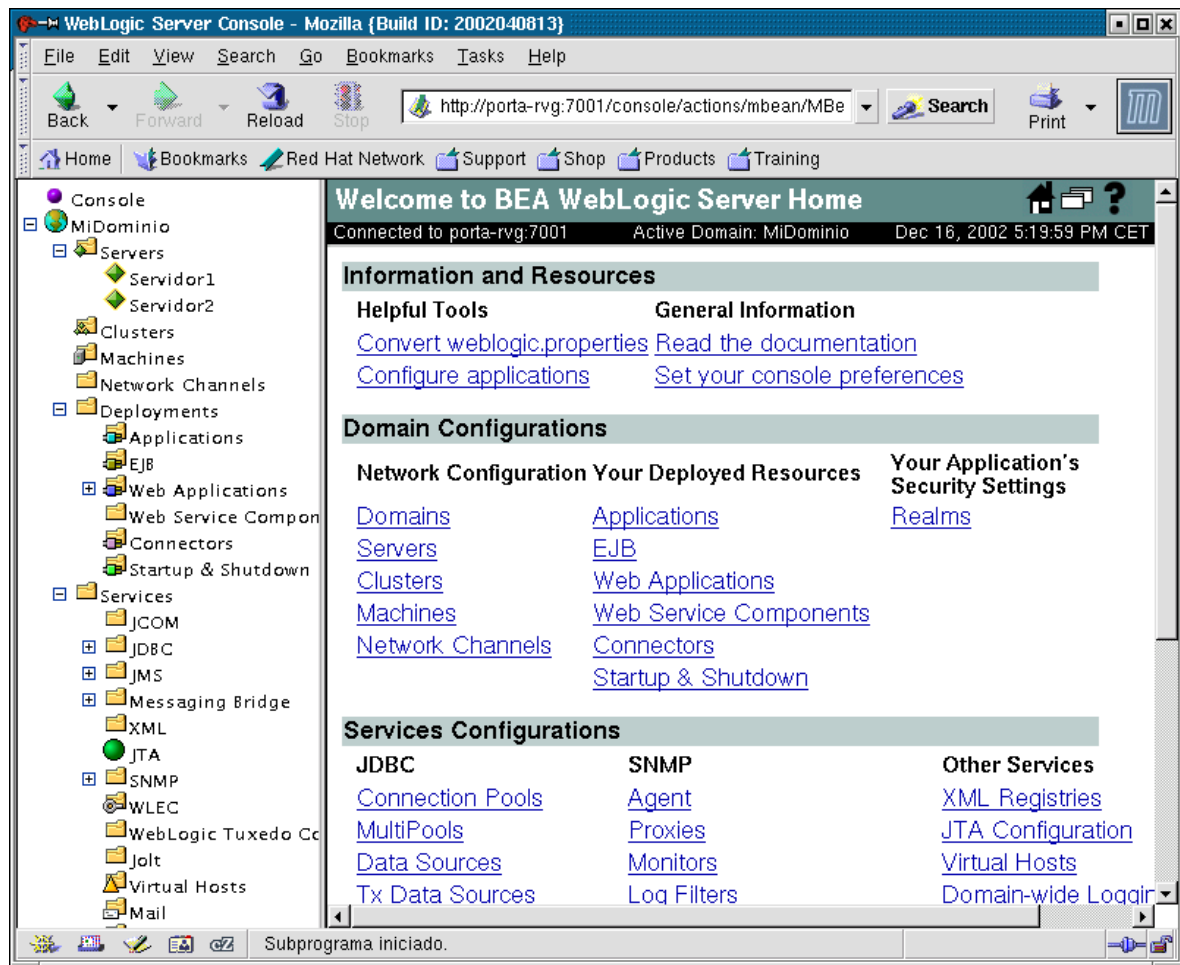 WebLogic Server Console - Mozilla {Build ID: 2002040813}
File Edit View Search Go Bookmarks Tasks Help
Back Forward Reload Stop http://porta-rvg:7001/console/actions/mbean/MBe Search Print
Home Bookmarks Red Hat Network Support Shop Products Training
Console
MiDominio
Servers
Servidor1
Servidor2
Clusters
Machines
Network Channels
Deployments
Applications
EJB
Web Applications
Web Service Compon
Connectors
Startup & Shutdown
Services
JCOM
JDBC
JMS
Messaging Bridge
XML
JTA
SNMP
WLEC
WebLogic Tuxedo Cc
Jolt
Virtual Hosts
Mail
Welcome to BEA WebLogic Server Home
Connected to porta-rvg:7001 Active Domain: MiDominio Dec 16, 2002 5:19:59 PM CET
Information and Resources
Helpful Tools General Information
Convert weblogic.properties Read the documentation
Configure applications Set your console preferences
Domain Configurations
Network Configuration Your Deployed Resources Your Application's
Security Settings
Domains Applications Realms
Servers EJB
Clusters Web Applications
Machines Web Service Components
Network Channels Connectors
Startup & Shutdown
Services Configurations
JDBC SNMP Other Services
Connection Pools Agent XML Registries
MultiPools Proxies JTA Configuration
Data Sources Monitors Virtual Hosts
Tx Data Sources Log Filters Domain-wide Loggin
Subprograma iniciado.